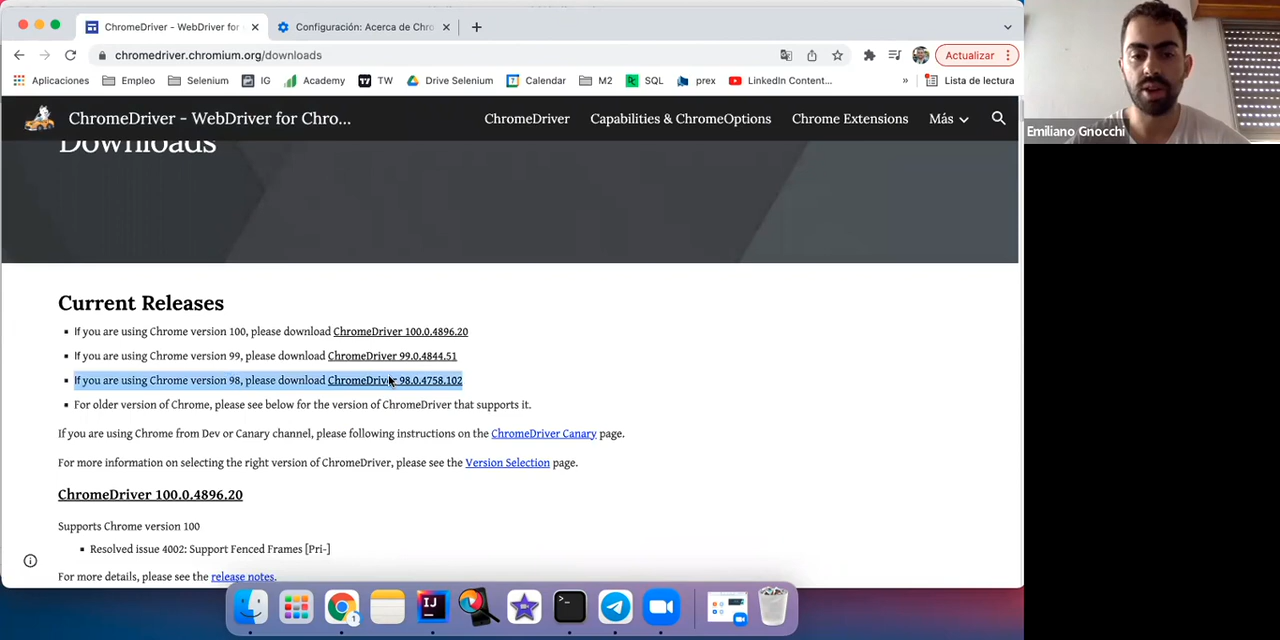 ChromeDriver - WebDriver for
Configuración: Acerca de Chro
chromedriver.chromium.org/downloads
Actualizar
Aplicaciones
Empleo
Selenium
IG
Academy
TW
Drive Selenium
Calendar
M2
SQL
prex
LinkedIn Content...
»
Lista de lectura
ChromeDriver - WebDriver for Chro...
ChromeDriver
Capabilities & ChromeOptions
Chrome Extensions
Más
Emiliano Gnocchi
Downloads
Current Releases
If you are using Chrome version 100, please download ChromeDriver 100.0.4896.20
If you are using Chrome version 99, please download ChromeDriver 99.0.4844.51
If you are using Chrome version 98, please download ChromeDriver 98.0.4758.102
For older version of Chrome, please see below for the version of ChromeDriver that supports it.
If you are using Chrome from Dev or Canary channel, please following instructions on the ChromeDriver Canary page.
For more information on selecting the right version of ChromeDriver, please see the Version Selection page.
ChromeDriver 100.0.4896.20
Supports Chrome version 100
Resolved issue 4002: Support Fenced Frames [Pri-]
For more details, please see the release notes.